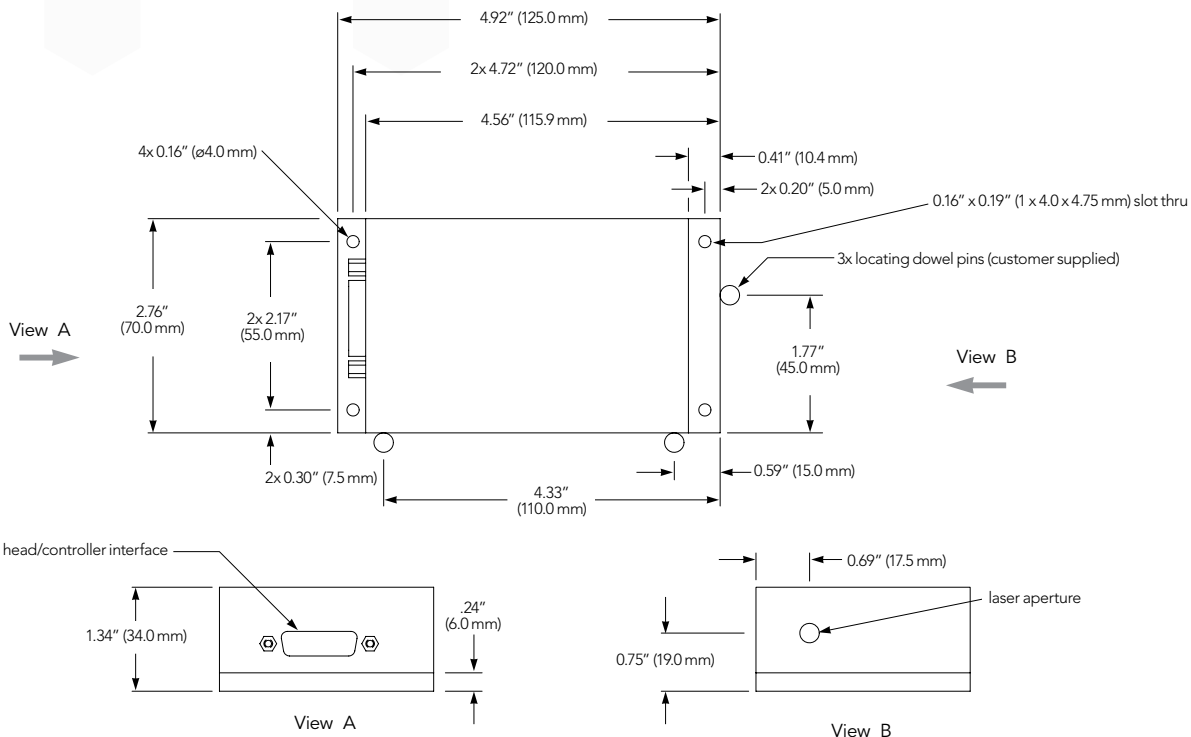 4.92” (125.0 mm)
2x 4.72” (120.0 mm)
4.56” (115.9 mm)
4x 0.16” (ø4.0 mm)
0.41” (10.4 mm)
2x 0.20” (5.0 mm)
0.16” x 0.19” (1 x 4.0 x 4.75 mm) slot thru
3x locating dowel pins (customer supplied)
View A
2.76”
(70.0 mm)
2x 2.17”
(55.0 mm)
1.77”
(45.0 mm)
View B
2x 0.30” (7.5 mm)
0.59” (15.0 mm)
4.33”
(110.0 mm)
head/controller interface
1.34” (34.0 mm)
.24”
(6.0 mm)
View A
0.69” (17.5 mm)
laser aperture
0.75” (19.0 mm)
View B